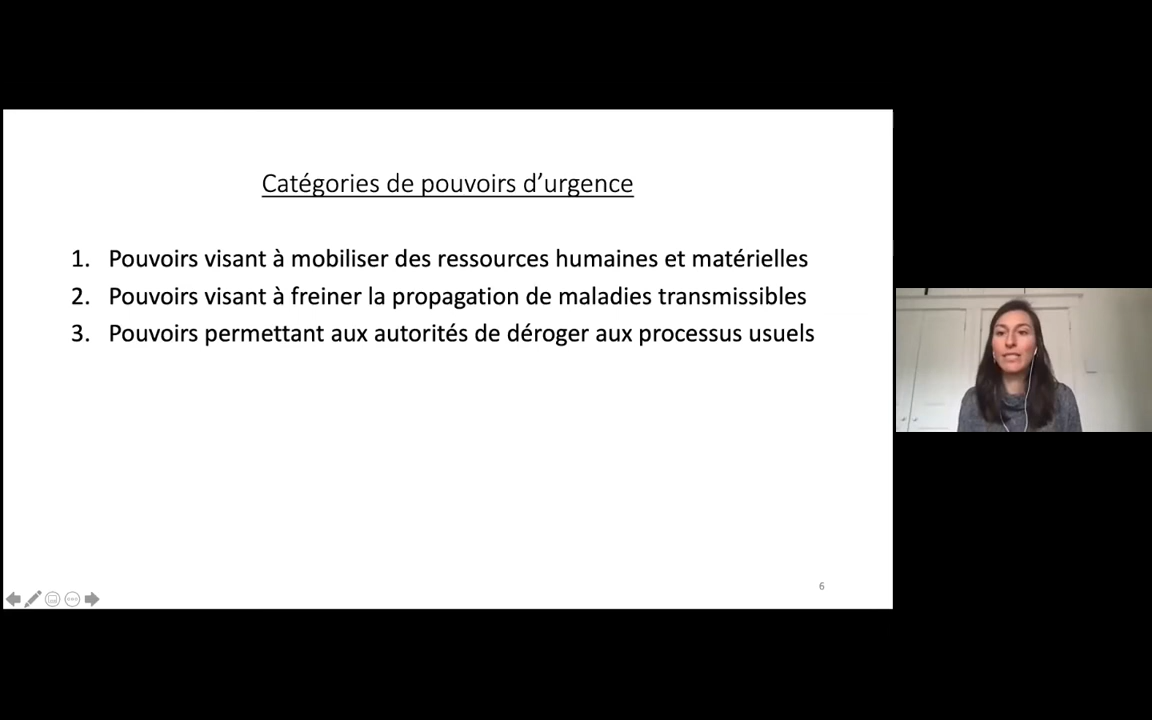 Catégories de pouvoirs d’urgence
1. Pouvoirs visant à mobiliser des ressources humaines et matérielles
2. Pouvoirs visant à freiner la propagation de maladies transmissibles
3. Pouvoirs permettant aux autorités de déroger aux processus usuels
6